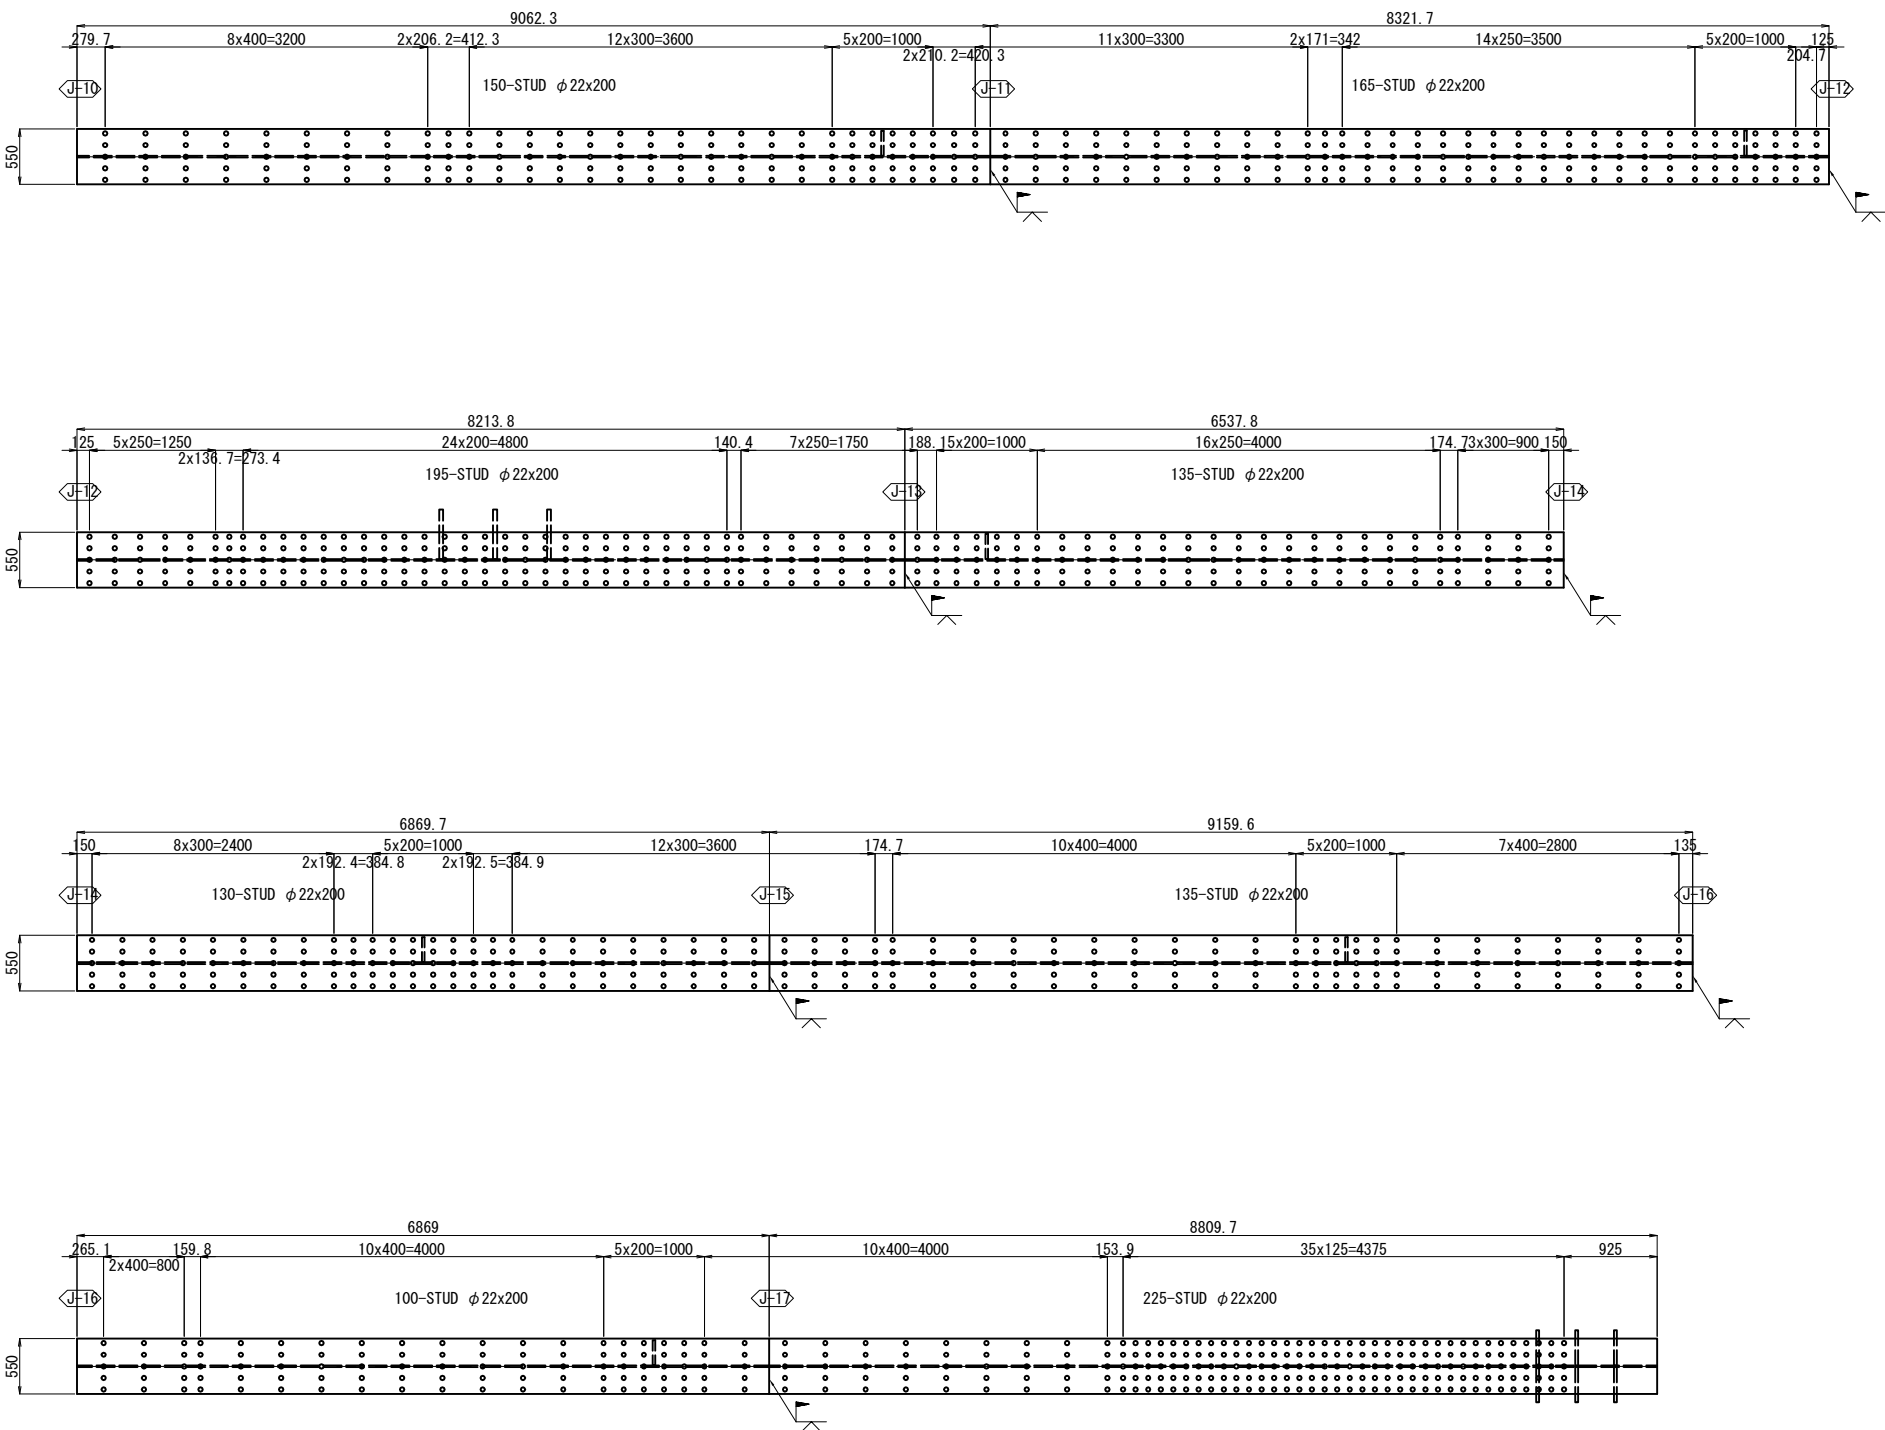 9062.3 8321.7
279.7 8x400=3200 2x206.2=412.3 12x300=3600 5x200=1000 11x300=3300 2x171=342 14x250=3500 5x200=1000 125
2x210.2=420.3 204.7
J-10 150-STUD φ22x200 J-11 165-STUD φ22x200 J-12
550
8213.8 6537.8
125 5x250=1250 24x200=4800 140.4 7x250=1750 188.1 5x200=1000 16x250=4000 174.7 3x300=900 150
2x136.7=273.4
195-STUD φ22x200 135-STUD φ22x200
J-12 J-13 J-14
550
6869.7 9159.6
150 8x300=2400 5x200=1000 12x300=3600 174.7 10x400=4000 5x200=1000 7x400=2800 135
2x192.4=384.8 2x192.5=384.9
J-14 130-STUD φ22x200 J-15 135-STUD φ22x200 J-16
550
6869 8809.7
265.1 159.8 10x400=4000 5x200=1000 10x400=4000 153.9 35x125=4375 925
2x400=800
J-16 100-STUD φ22x200 J-17 225-STUD φ22x200
550